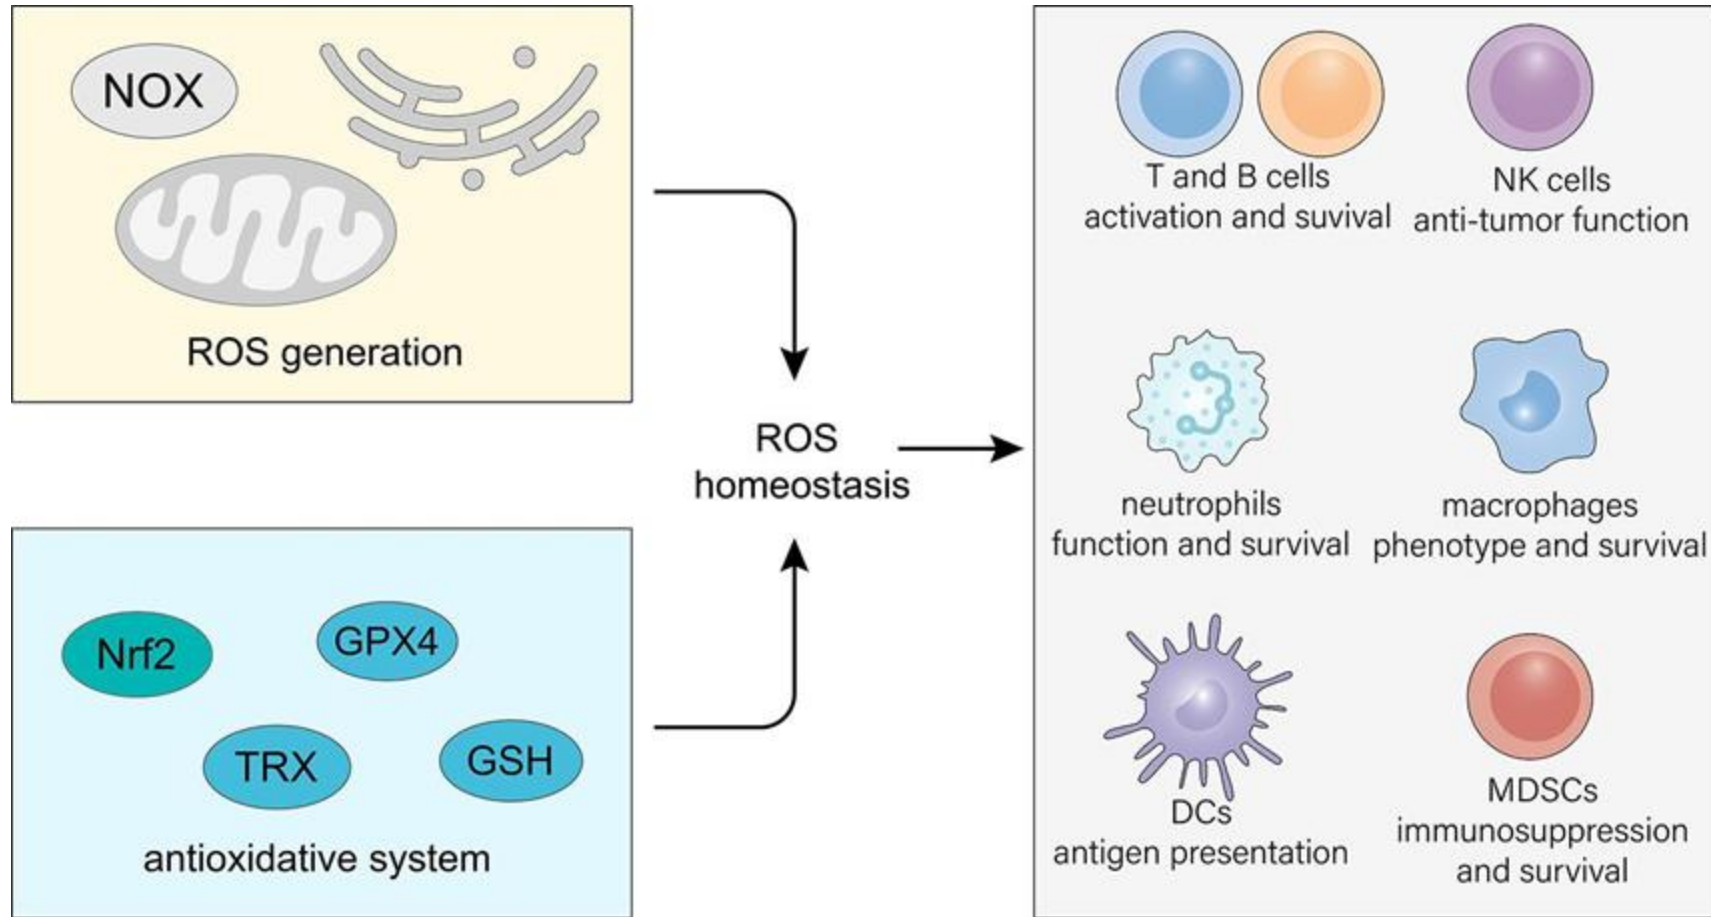 NOX
ROS generation
Nrf2
GPX4
TRX
GSH
antioxidative system
ROS
homeostasis
T and B cells
activation and suvival
NK cells
anti-tumor function
neutrophils
function and survival
macrophages
phenotype and survival
DCs
antigen presentation
MDSCs
immunosuppression
and survival